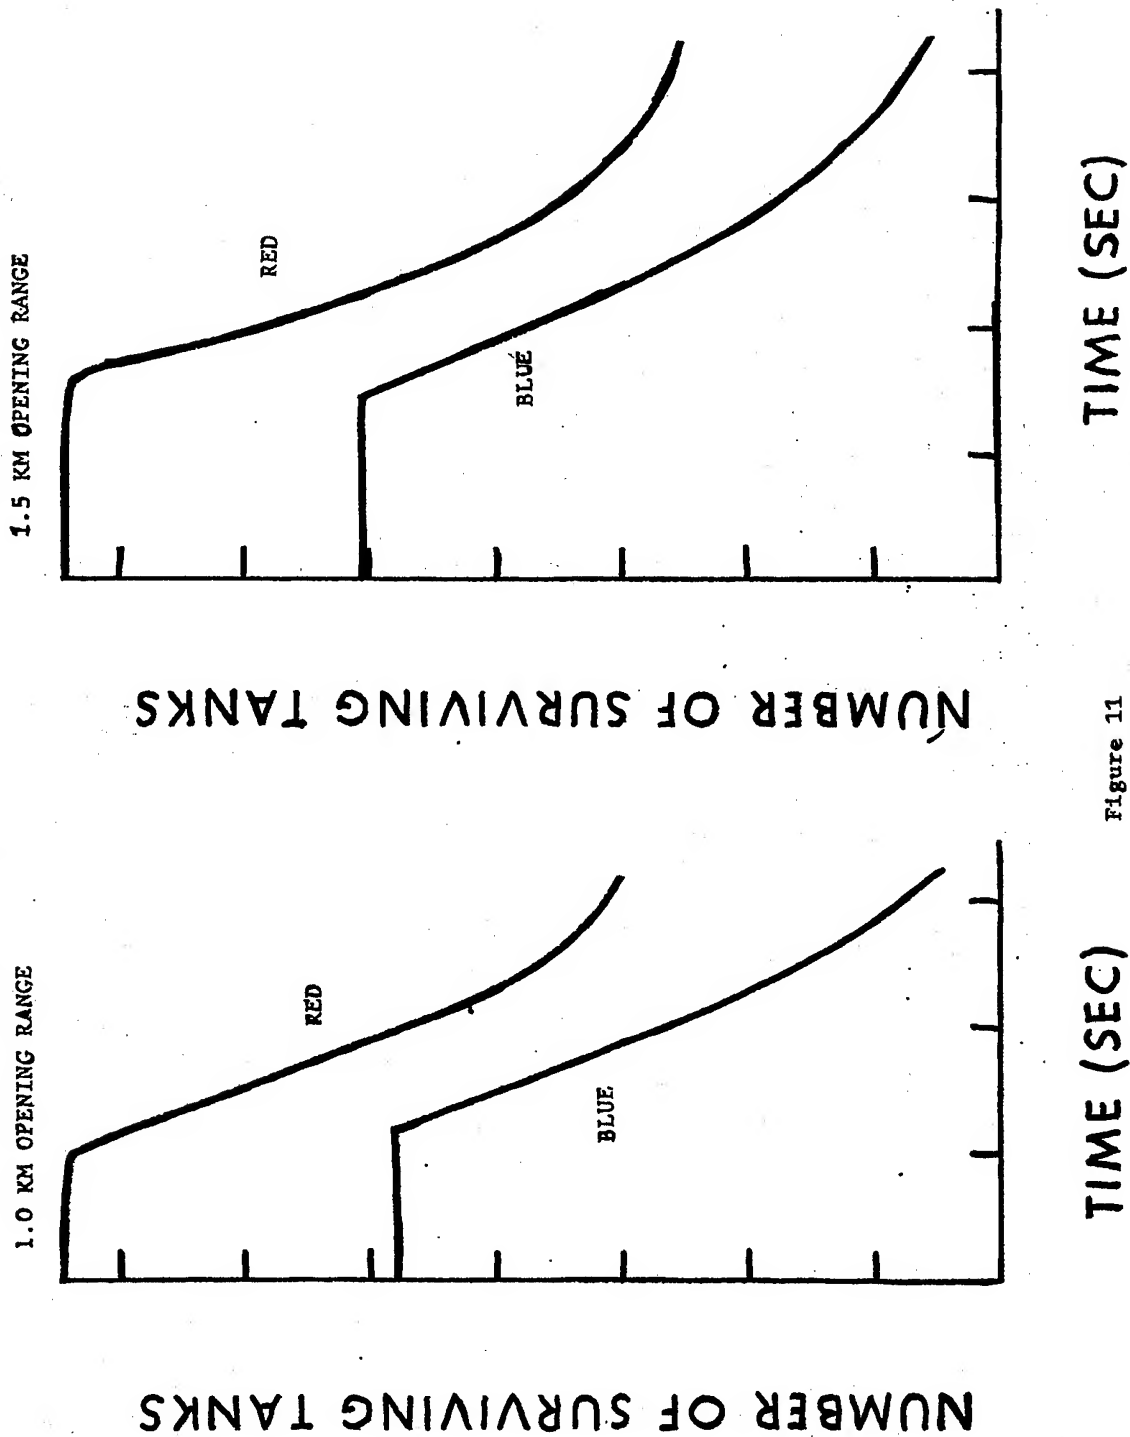 1.0 KM OPENING RANGE
RED
BLUE
NUMBER OF SURVIVING TANKS
TIME (SEC)
1.5 KM OPENING RANGE
RED
BLUE
NUMBER OF SURVIVING TANKS
TIME (SEC)
Figure 11